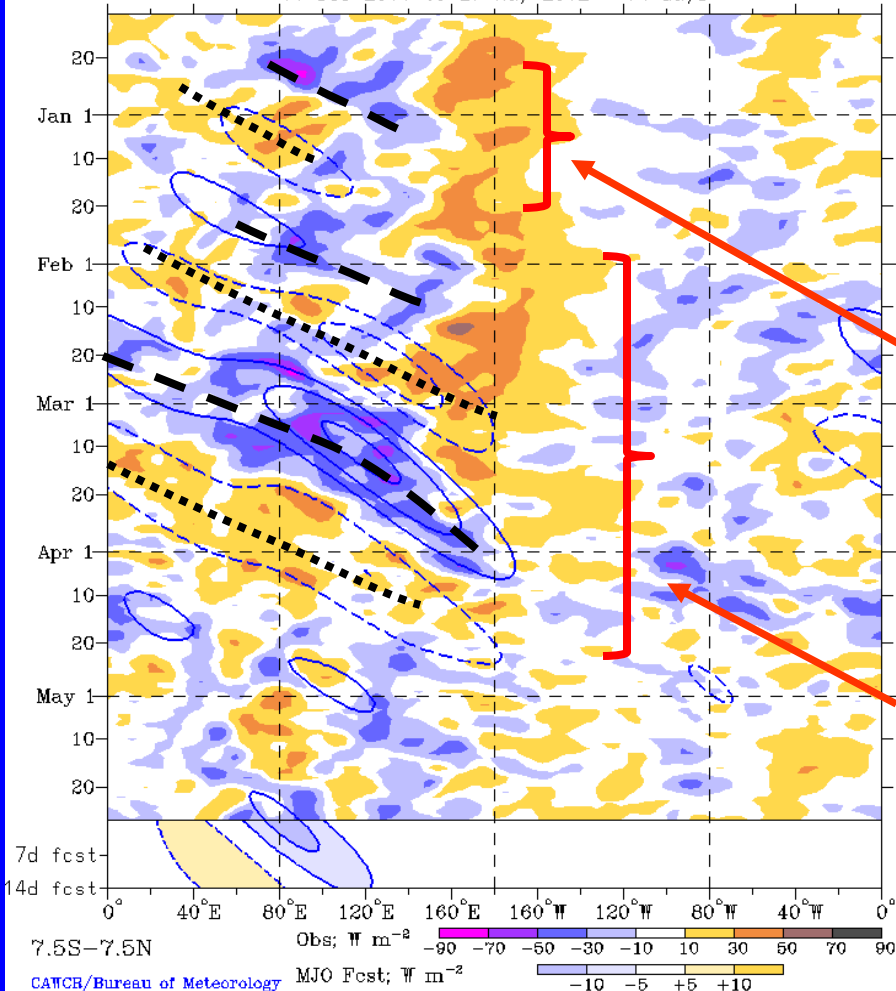 20
Jan 1
10
20
Feb 1
10
20
Mar 1
10
20
Apr 1
10
20
May 1
10
20
7d fcst
14d fcst
0° 40°E 80°E 120°E 160°E 160°W 120°W 80°W 40°W 0°
7.5S-7.5N
Obs; W m-2
-90 -70 -50 -30 -10 10 30 50 70 90
CAWCR/Bureau of Meteorology
MJO Fcst; W m-2
-10 -5 +5 +10